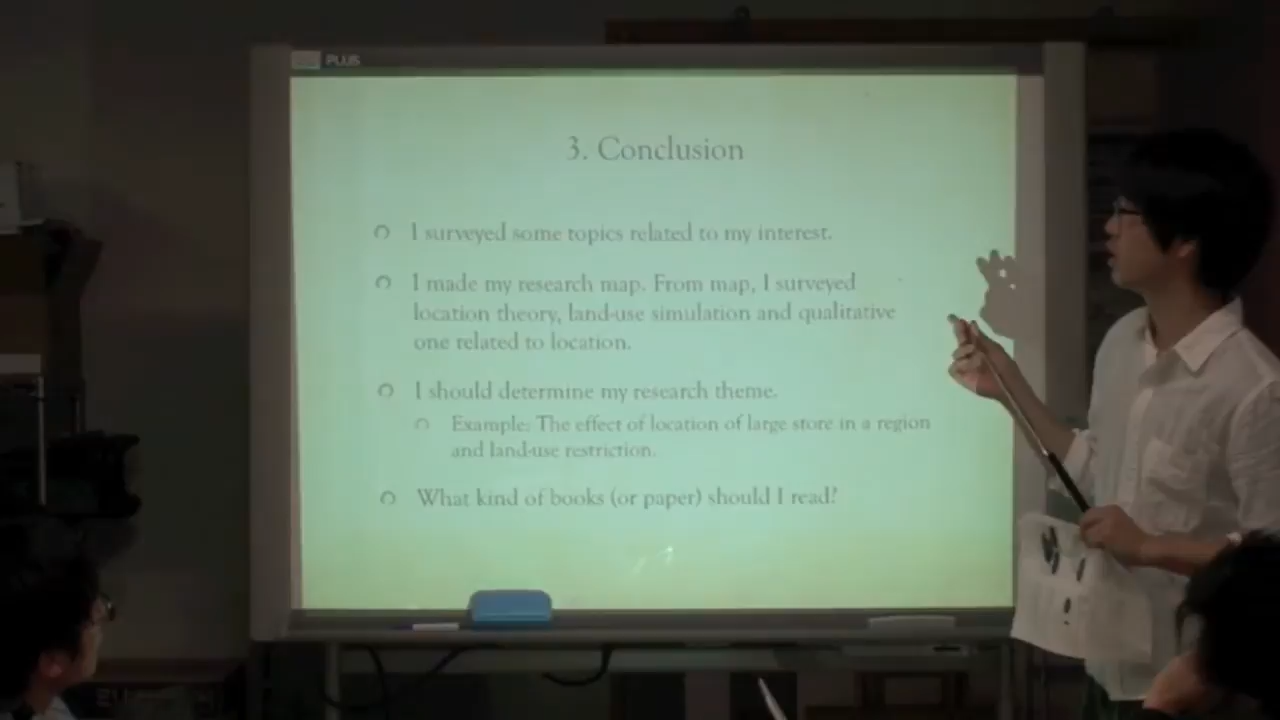 PLUS
3. Conclusion
I surveyed some topics related to my interest.
I made my research map. From map, I surveyed
location theory, land-use simulation and qualitative
one related to location.
I should determine my research theme.
Example: The effect of location of large store in a region
and land-use restriction.
What kind of books (or paper) should I read?